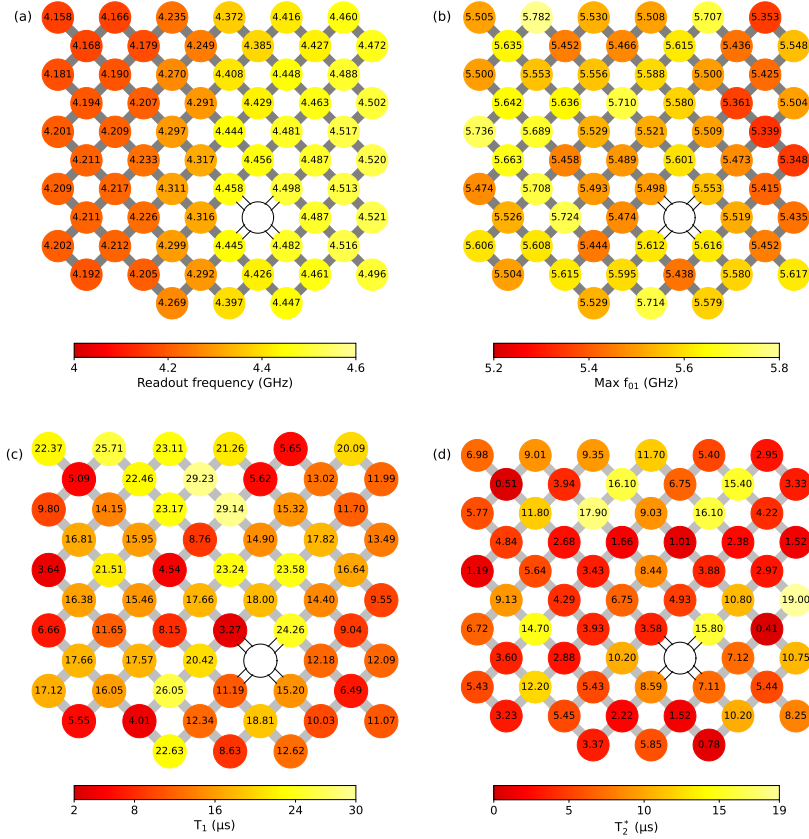 (a)
4.158 4.166 4.235 4.372 4.416 4.460
4.168 4.179 4.249 4.385 4.427 4.472
4.181 4.190 4.270 4.408 4.448 4.488
4.194 4.207 4.291 4.429 4.463 4.502
4.201 4.209 4.297 4.444 4.481 4.517
4.211 4.233 4.317 4.456 4.487 4.520
4.209 4.217 4.311 4.458 4.498 4.513
4.211 4.226 4.316 4.487 4.521
4.202 4.212 4.299 4.445 4.482 4.516
4.192 4.205 4.292 4.426 4.461 4.496
4.269 4.397 4.447
4 4.2 4.4 4.6
Readout frequency (GHz)
(b)
5.505 5.782 5.530 5.508 5.707 5.353
5.635 5.452 5.466 5.615 5.436 5.548
5.500 5.553 5.556 5.588 5.500 5.425
5.642 5.636 5.710 5.580 5.361 5.504
5.736 5.689 5.529 5.521 5.509 5.339
5.663 5.458 5.489 5.601 5.473 5.348
5.474 5.708 5.493 5.498 5.553 5.415
5.526 5.724 5.474 5.519 5.435
5.606 5.608 5.444 5.612 5.616 5.452
5.504 5.615 5.595 5.438 5.580 5.617
5.529 5.714 5.579
5.2 5.4 5.6 5.8
Max f01 (GHz)
(c)
22.37 25.71 23.11 21.26 5.65 20.09
5.09 22.46 29.23 5.62 13.02 11.99
9.80 14.15 23.17 29.14 15.32 11.70
16.81 15.95 8.76 14.90 17.82 13.49
3.64 21.51 4.54 23.24 23.58 16.64
16.38 15.46 17.66 18.00 14.40 9.55
6.66 11.65 8.15 3.27 24.26 9.04
17.66 17.57 20.42 12.18 12.09
17.12 16.05 26.05 11.19 15.20 6.49
5.55 4.01 12.34 18.81 10.03 11.07
22.63 8.63 12.62
2 8 16 24 30
T1 (μs)
(d)
6.98 9.01 9.35 11.70 5.40 2.95
0.51 3.94 16.10 6.75 15.40 3.33
5.77 11.80 17.90 9.03 16.10 4.22
4.84 2.68 1.66 1.01 2.38 1.52
1.19 5.64 3.43 8.44 3.88 2.97
9.13 4.29 6.75 4.93 10.80 19.00
6.72 14.70 3.93 3.58 15.80 0.41
3.60 2.88 10.20 7.12 10.75
5.43 12.20 5.43 8.59 7.11 5.44
3.23 5.45 2.22 1.52 10.20 8.25
3.37 5.85 0.78
0 5 10 15 19
T2* (μs)